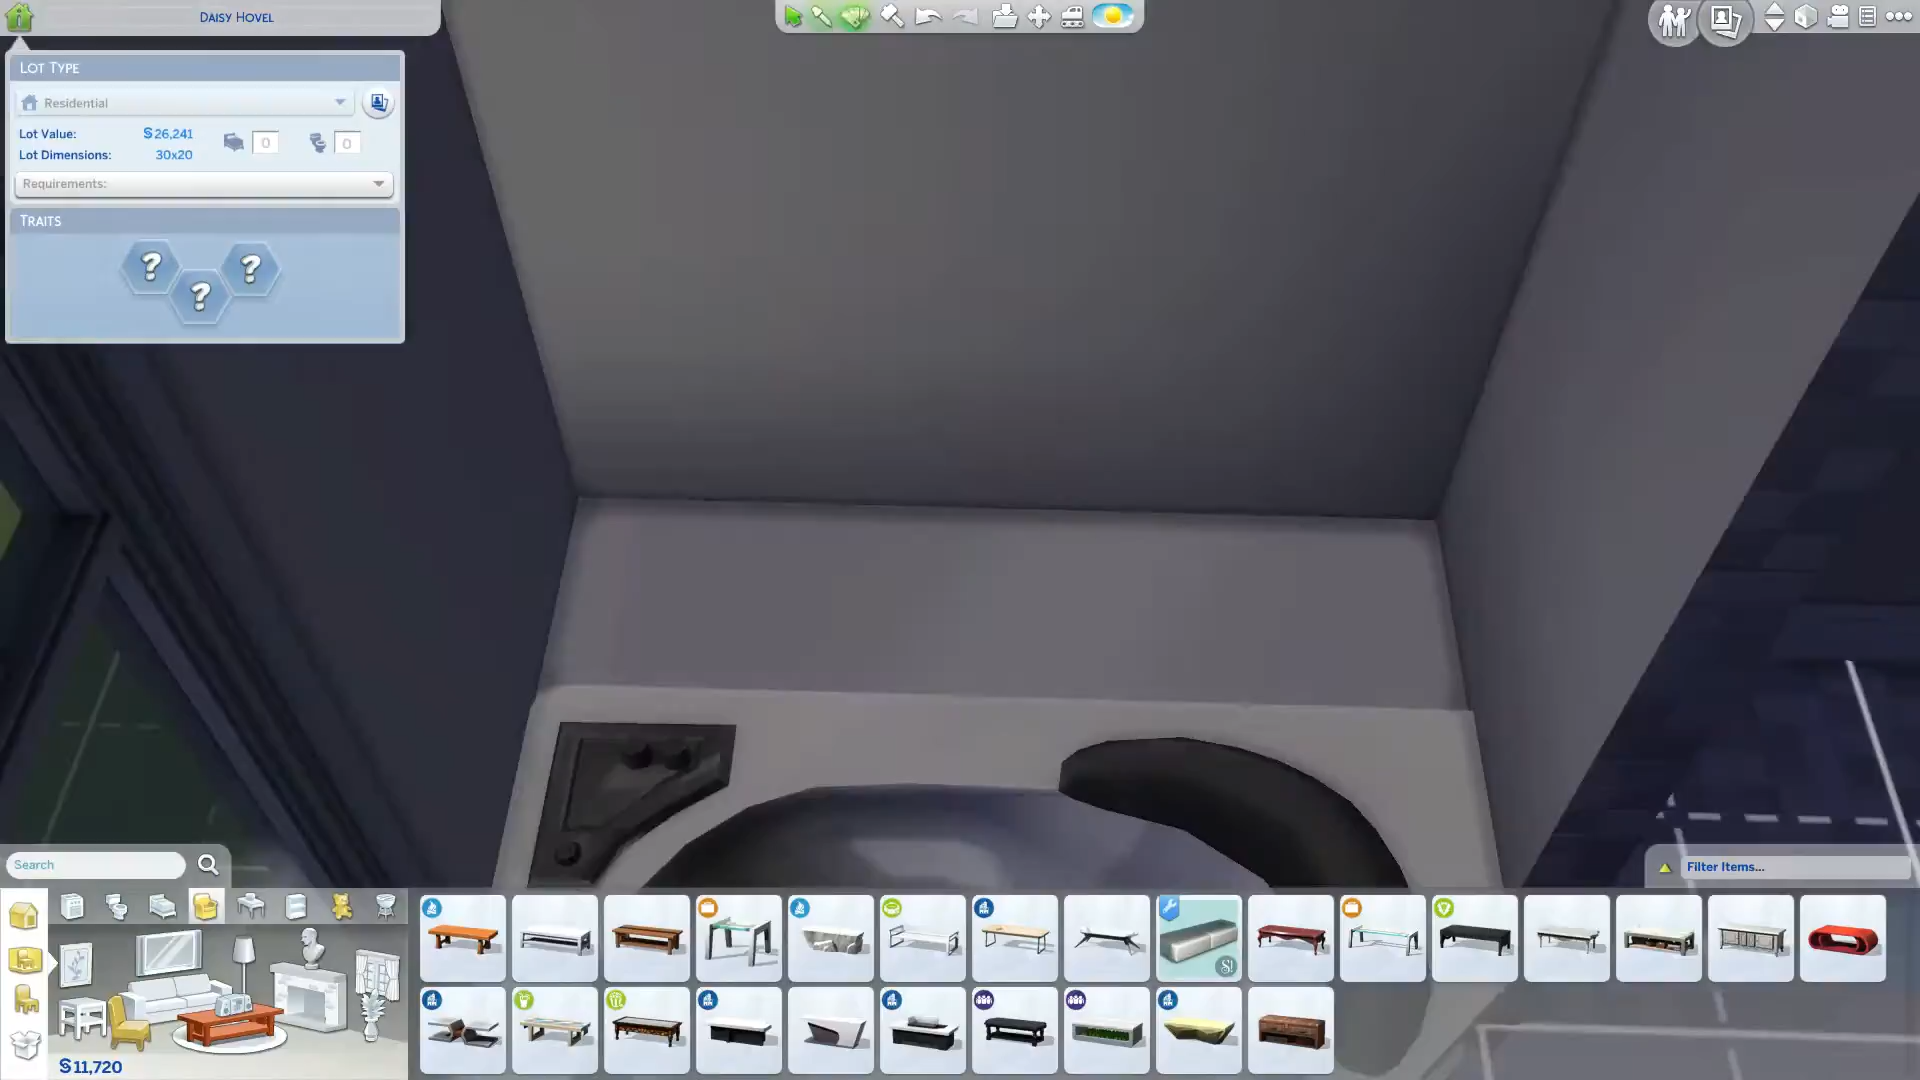 DAISY HOVEL
LOT TYPE
Residential
Lot Value: §26,241
0
0
Lot Dimensions: 30x20
Requirements:
TRAITS
?
?
?
Search
Filter Items...
§11,720